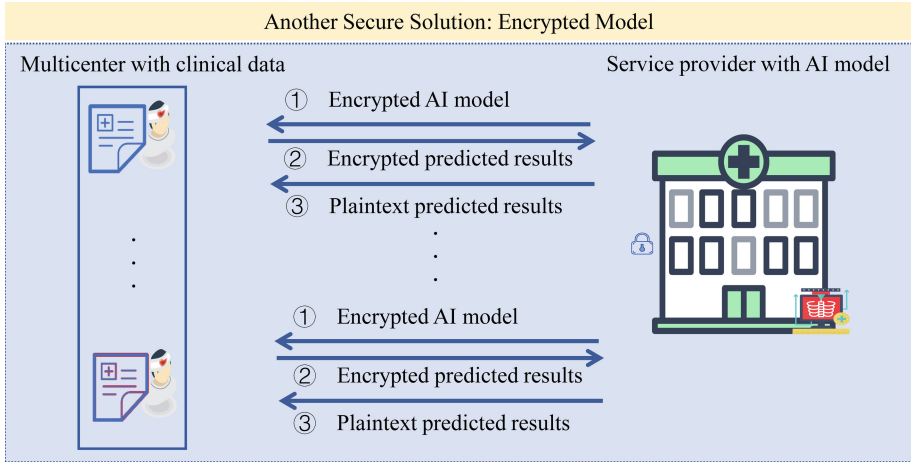 Another Secure Solution: Encrypted Model
Multicenter with clinical data
Service provider with AI model
① Encrypted AI model
② Encrypted predicted results
③ Plaintext predicted results
① Encrypted AI model
② Encrypted predicted results
③ Plaintext predicted results